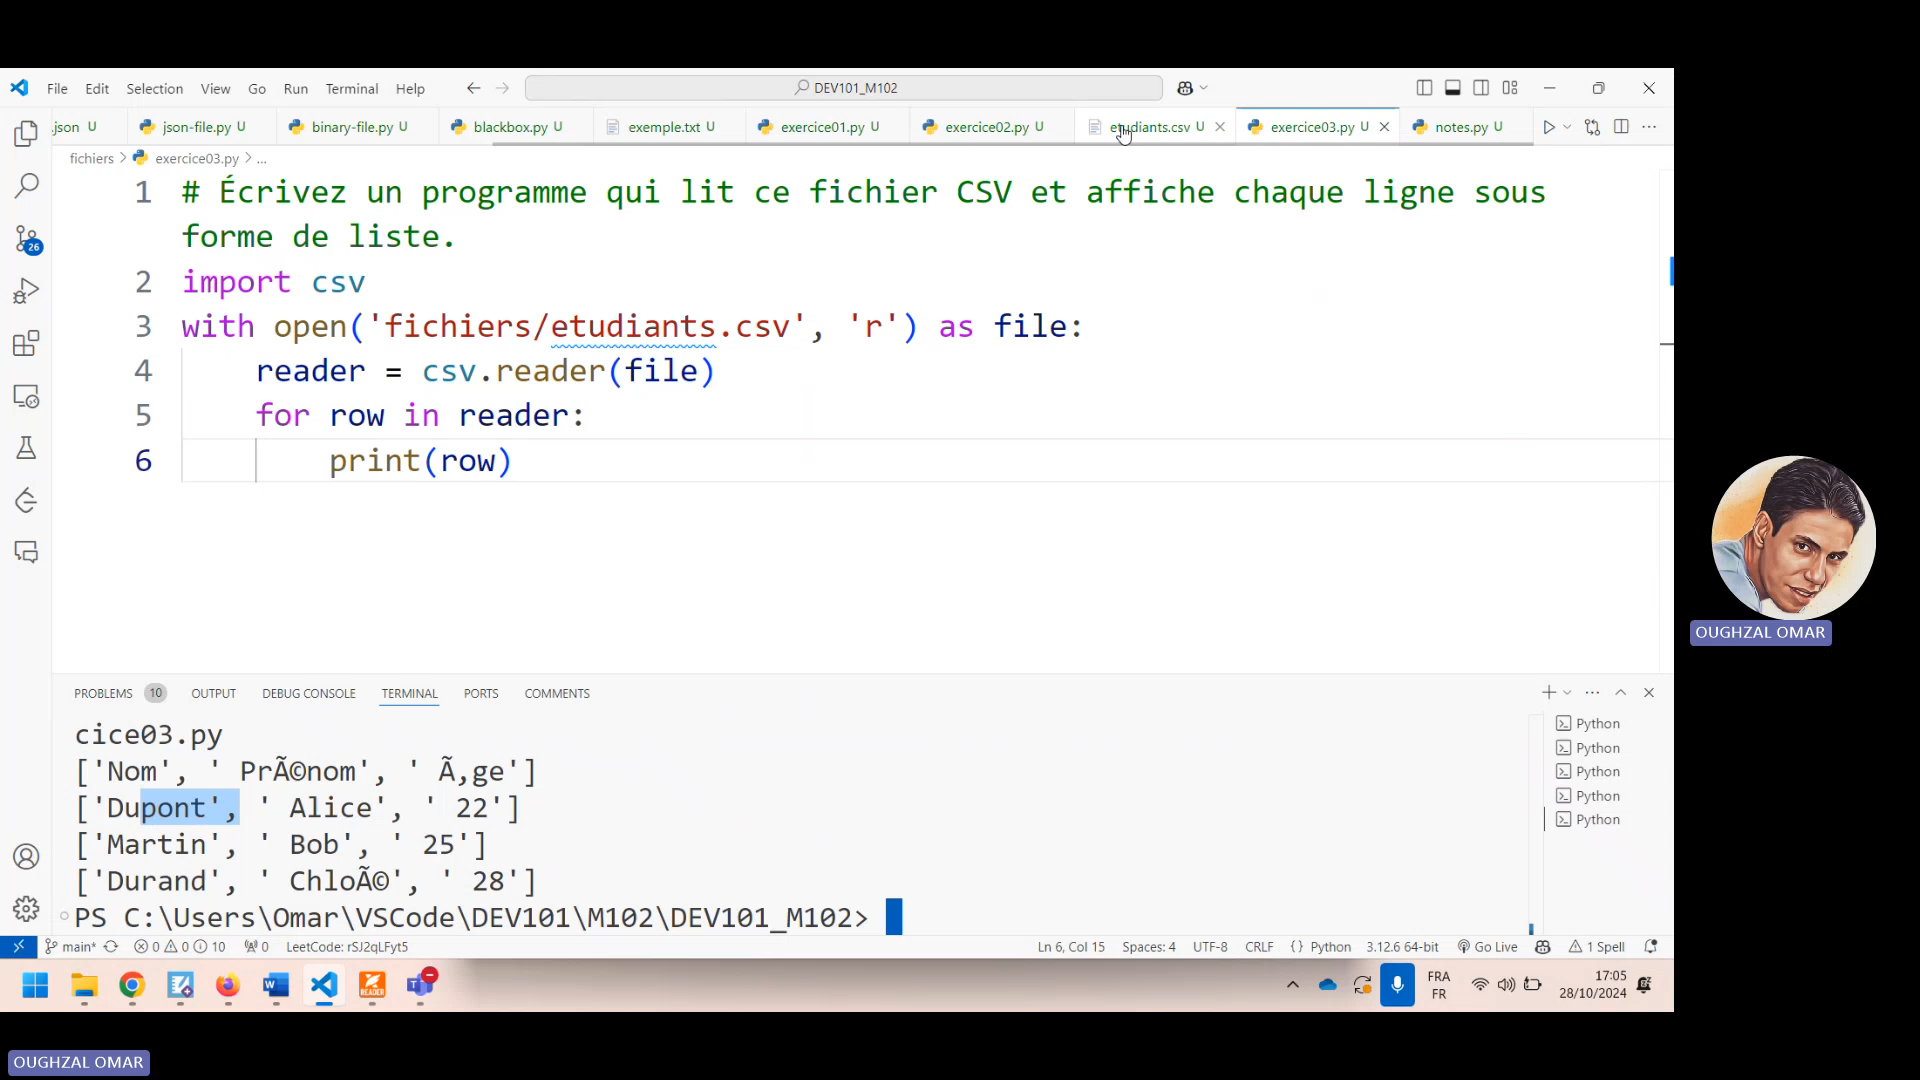 File Edit Selection View Go Run Terminal Help
DEV101_M102
.json U
json-file.py U
binary-file.py U
blackbox.py U
exemple.txt U
exercice01.py U
exercice02.py U
etudiants.csv U
exercice03.py U
notes.py U
fichiers > exercice03.py > ...
1 # Écrivez un programme qui lit ce fichier CSV et affiche chaque ligne sous
forme de liste.
2 import csv
3 with open('fichiers/etudiants.csv', 'r') as file:
4 reader = csv.reader(file)
5 for row in reader:
6 print(row)
26
OUGHZAL OMAR
PROBLEMS 10 OUTPUT DEBUG CONSOLE TERMINAL PORTS COMMENTS
cice03.py
['Nom', ' PrÃ©nom', ' Ã‚ge']
['Dupont', ' Alice', ' 22']
['Martin', ' Bob', ' 25']
['Durand', ' ChloÃ©', ' 28']
PS C:\Users\Omar\VSCode\DEV101\M102\DEV101_M102>
Python
Python
Python
Python
Python
main* 0 0 10 0 LeetCode: rSJ2qLFyt5 Ln 6, Col 15 Spaces: 4 UTF-8 CRLF {} Python 3.12.6 64-bit Go Live 1 Spell
READER
FRA
FR
17:05
28/10/2024
OUGHZAL OMAR